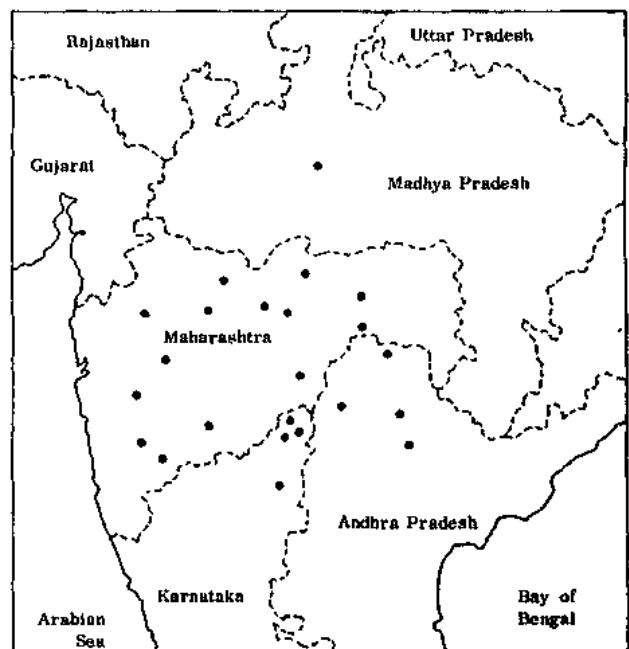 Rajasthan
Uttar Pradesh
Gujarat
Madhya Pradesh
Maharashtra
Andhra Pradesh
Karnataka
Arabian
Sea
Bay of
Bengal